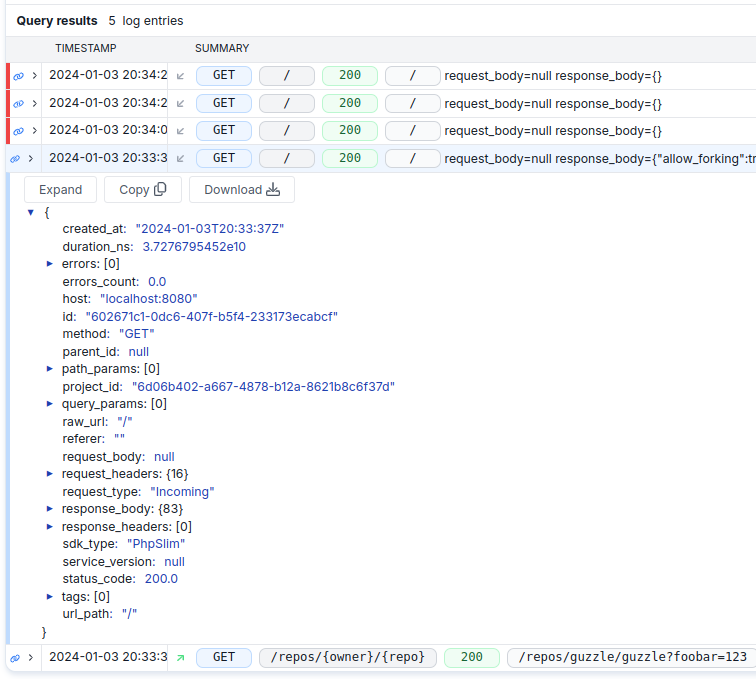 Query results 5 log entries
TIMESTAMP SUMMARY
2024-01-03 20:34:2 GET / 200 / request_body=null response_body={}
2024-01-03 20:34:2 GET / 200 / request_body=null response_body={}
2024-01-03 20:34:0 GET / 200 / request_body=null response_body={}
2024-01-03 20:33:3 GET / 200 / request_body=null response_body={"allow_forking":tr
Expand Copy Download
{
created_at: "2024-01-03T20:33:37Z"
duration_ns: 3.7276795452e10
errors: [0]
errors_count: 0.0
host: "localhost:8080"
id: "602671c1-0dc6-407f-b5f4-233173ecabcf"
method: "GET"
parent_id: null
path_params: [0]
project_id: "6d06b402-a667-4878-b12a-8621b8c6f37d"
query_params: [0]
raw_url: "/"
referer: ""
request_body: null
request_headers: {16}
request_type: "Incoming"
response_body: {83}
response_headers: [0]
sdk_type: "PhpSlim"
service_version: null
status_code: 200.0
tags: [0]
url_path: "/"
}
2024-01-03 20:33:3 GET /repos/{owner}/{repo} 200 /repos/guzzle/guzzle?foobar=123